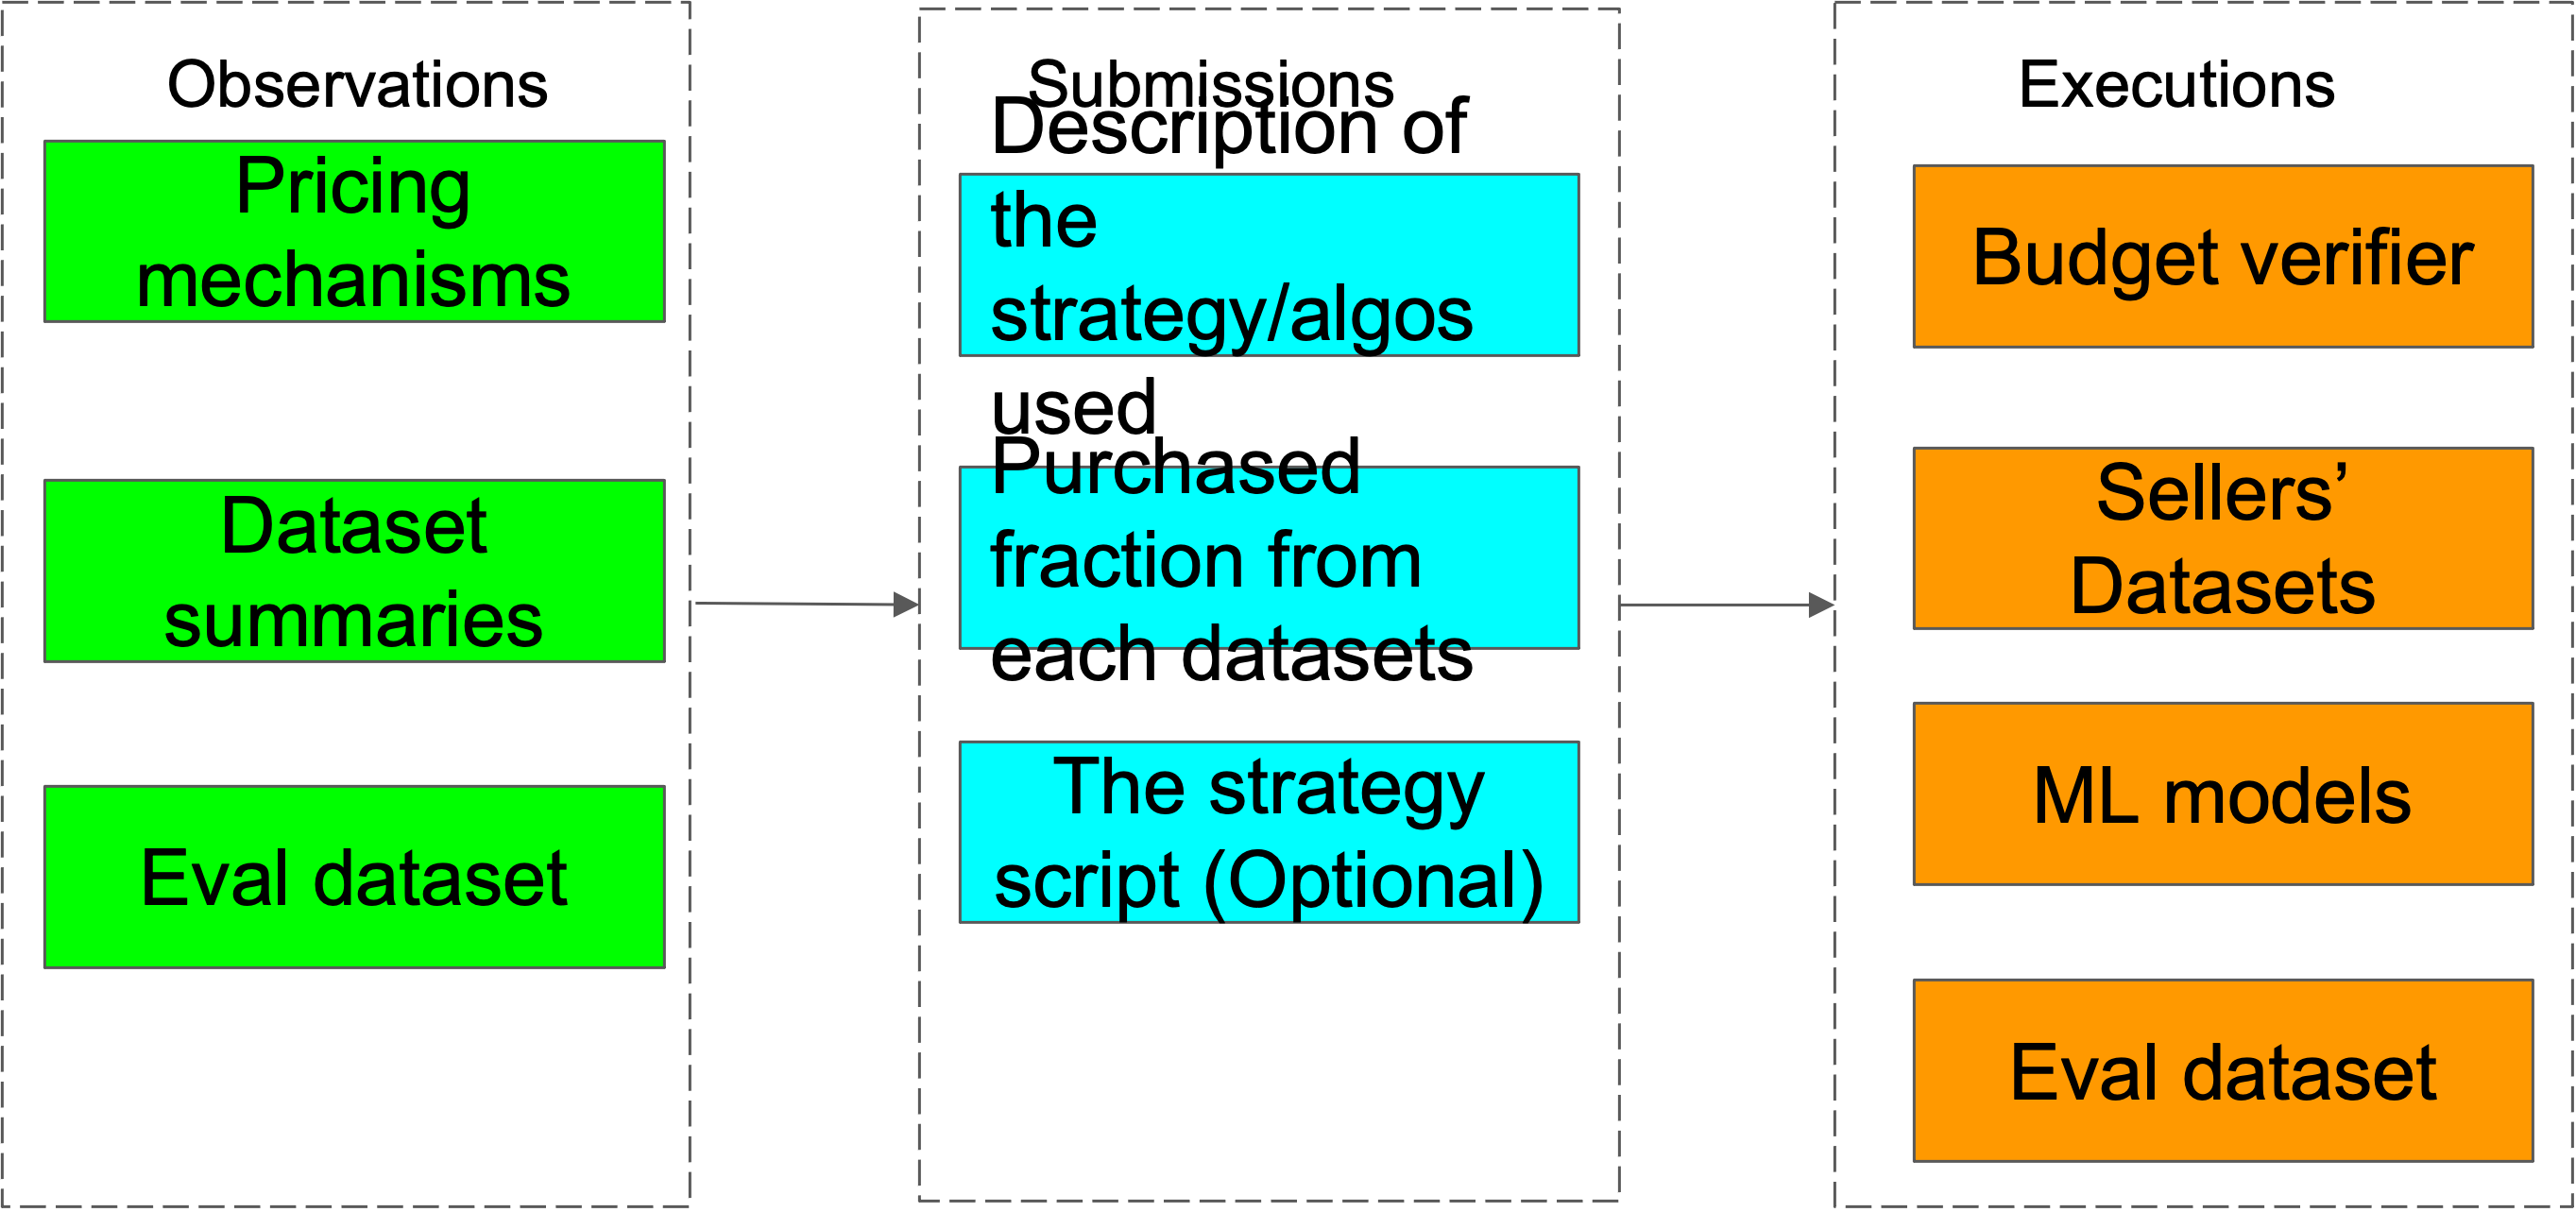 Observations
Pricing
mechanisms
Dataset
summaries
Eval dataset
Submissions
Description of
the
strategy/algos
used
Purchased
fraction from
each datasets
The strategy
script (Optional)
Executions
Budget verifier
Sellers’
Datasets
ML models
Eval dataset